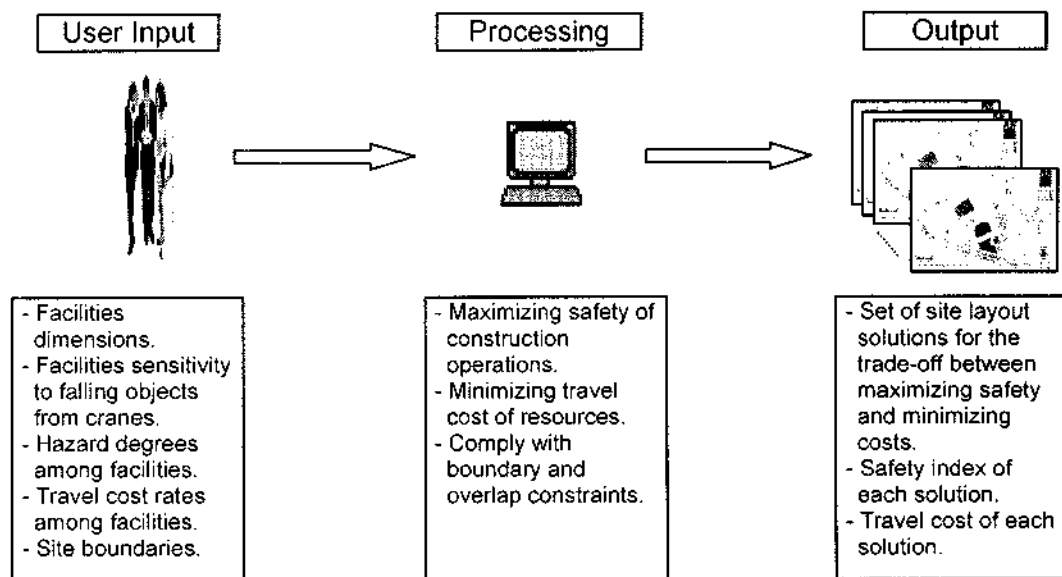 User Input
Processing
Output
- Facilities
dimensions.
- Facilities sensitivity
to falling objects
from cranes.
- Hazard degrees
among facilities.
- Travel cost rates
among facilities.
- Site boundaries.
- Maximizing safety of
construction
operations.
- Minimizing travel
cost of resources.
- Comply with
boundary and
overlap constraints.
- Set of site layout
solutions for the
trade-off between
maximizing safety
and minimizing
costs.
- Safety index of
each solution.
- Travel cost of each
solution.